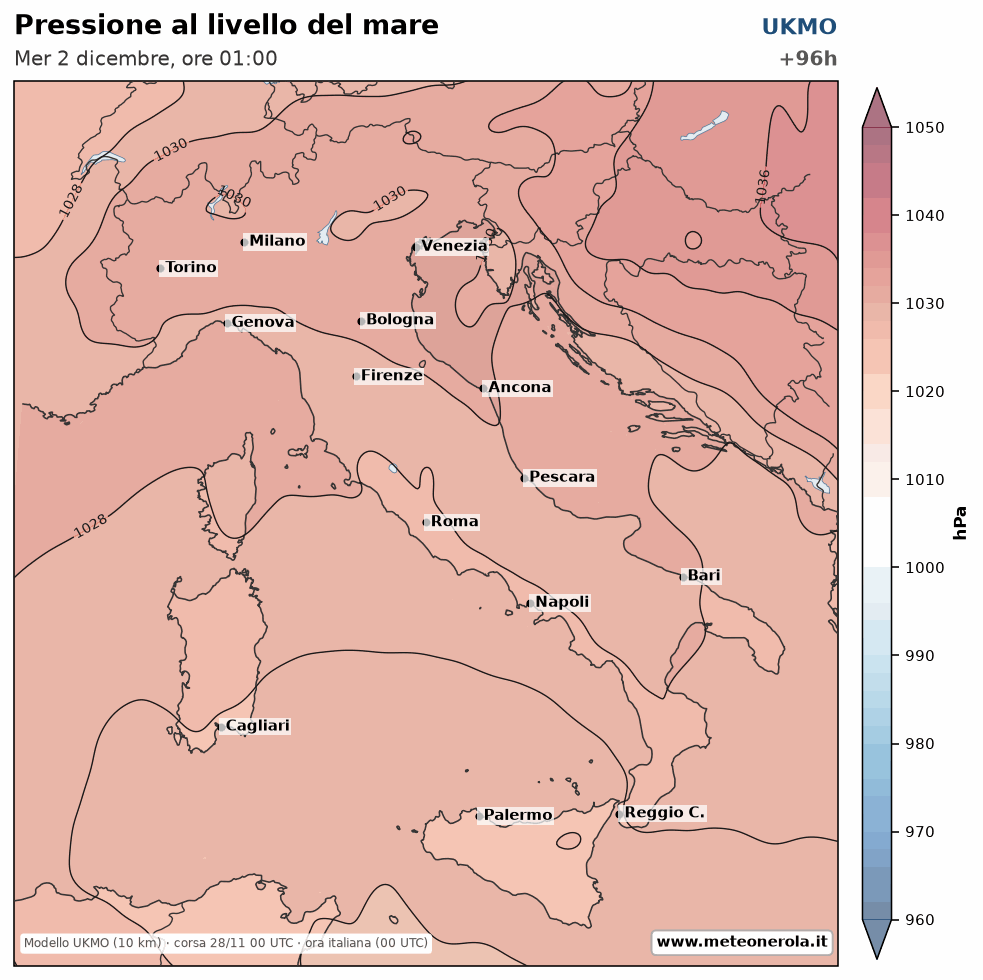 Pressione al livello del mare
UKMO
Mer 2 dicembre, ore 01:00
+96h
1050
1030
1036
1028
1030
1030
1040
Milano
Venezia
Torino
1030
Genova
Bologna
Firenze
Ancona
1020
Pescara
1010
1028
Roma
hPa
1000
Bari
Napoli
990
Cagliari
980
Palermo
Reggio C.
970
960
Modello UKMO (10 km) · corsa 28/11 00 UTC · ora italiana (00 UTC)
www.meteonerola.it